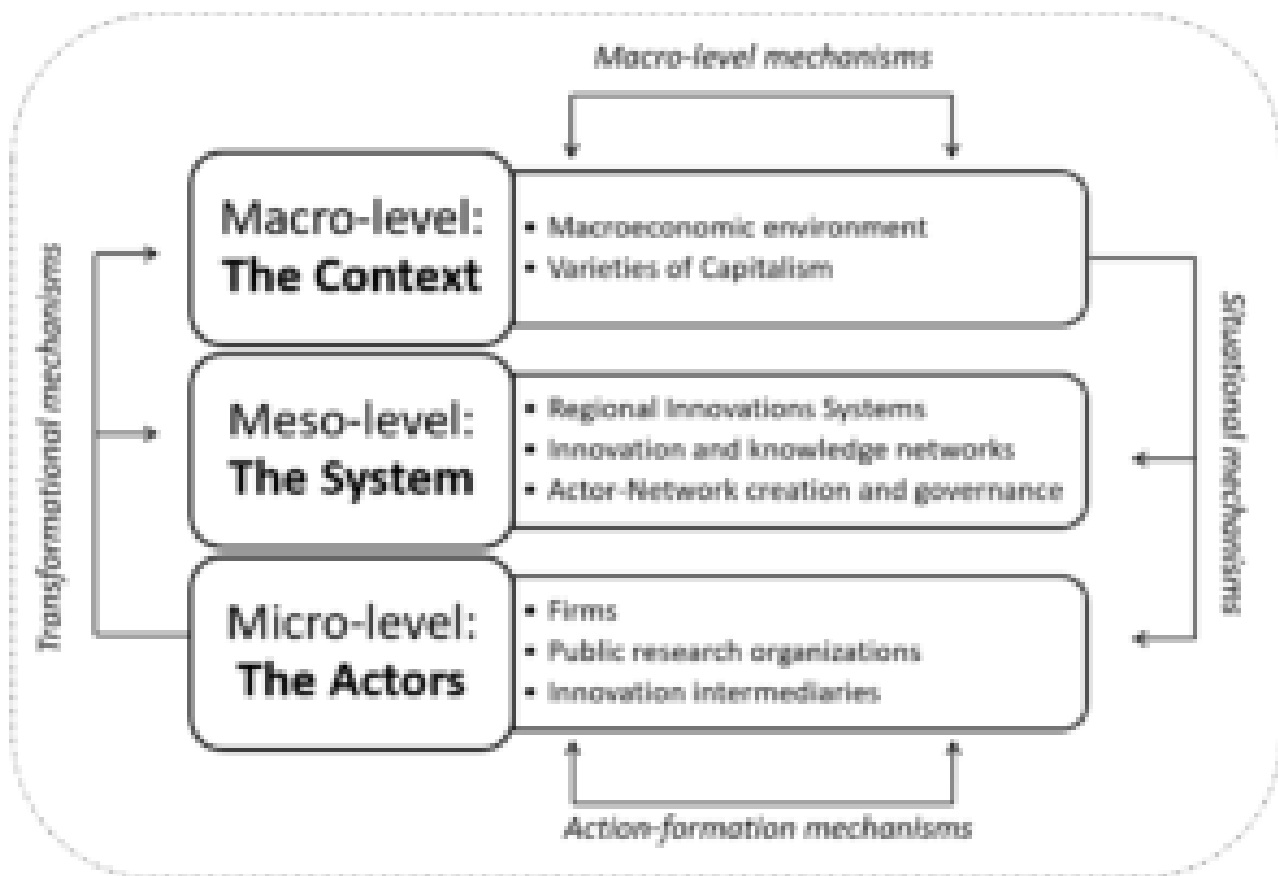 Macro-level mechanisms
Macro-level:
The Context
• Macroeconomic environment
• Varieties of Capitalism
Transformational mechanisms
Situational mechanisms
Meso-level:
The System
• Regional Innovations Systems
• Innovation and knowledge networks
• Actor-Network creation and governance
Micro-level:
The Actors
• Firms
• Public research organizations
• Innovation intermediaries
Action-formation mechanisms